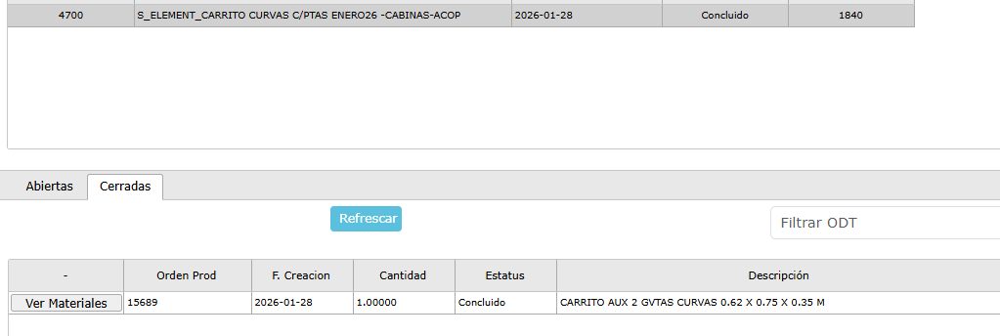 4700 S_ELEMENT_CARRITO CURVAS C/PTAS ENERO26 -CABINAS-ACOP 2026-01-28 Concluido 1840
Abiertas Cerradas
Refrescar Filtrar ODT
- Orden Prod F. Creacion Cantidad Estatus Descripción
Ver Materiales 15689 2026-01-28 1.00000 Concluido CARRITO AUX 2 GVTAS CURVAS 0.62 X 0.75 X 0.35 M